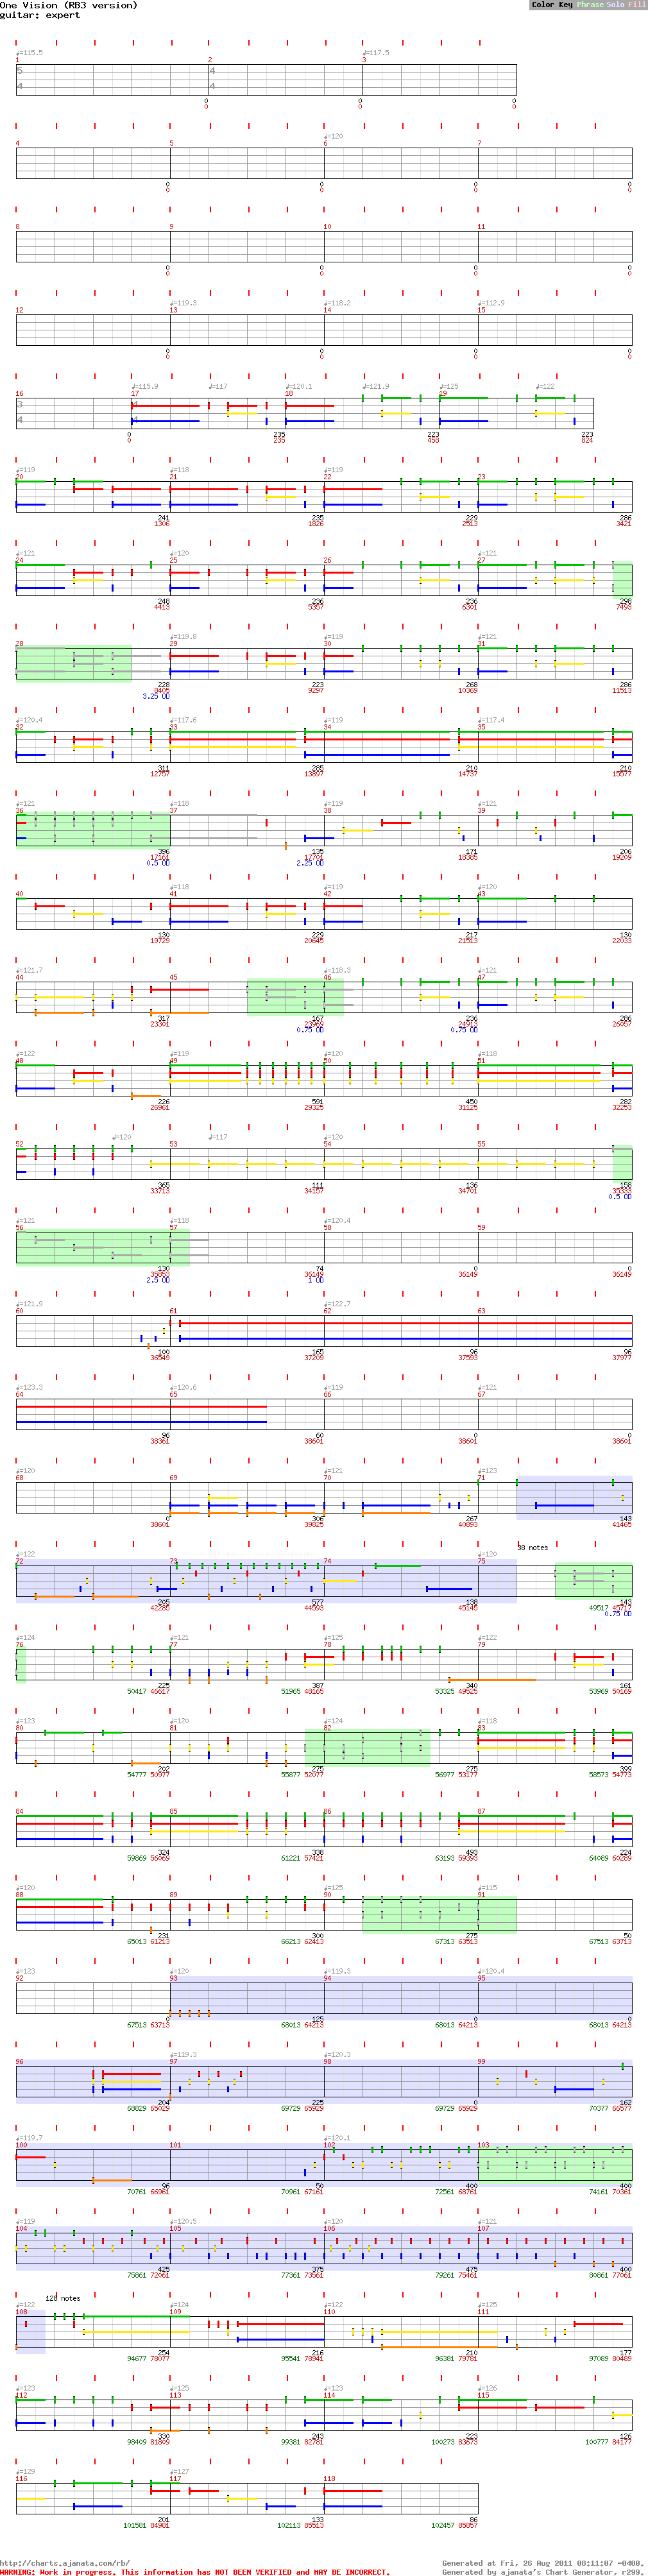 One Vision (RB3 version)
guitar: expert
Color Key Phrase Solo Fill
♩=115.5 ♩=117.5
1 2 3
5 4
4 4
0 0 0
0 0 0
♩=120
4 5 6 7
0 0 0 0
0 0 0 0
8 9 10 11
0 0 0 0
0 0 0 0
♩=119.3 ♩=118.2 ♩=112.9
12 13 14 15
0 0 0 0
0 0 0 0
♩=115.9 ♩=117 ♩=120.1 ♩=121.9 ♩=125 ♩=122
16 17 18 19
3 4
4 4
0 235 223 223
0 235 458 824
♩=119 ♩=118 ♩=119
20 21 22 23
241 235 229 286
1306 1826 2513 3421
♩=121 ♩=120 ♩=121
24 25 26 27
248 236 236 298
4413 5357 6301 7493
♩=119.8 ♩=119 ♩=121
28 29 30 31
228 223 268 286
8405 9297 10369 11513
3.25 OD
♩=120.4 ♩=117.6 ♩=119 ♩=117.4
32 33 34 35
311 285 210 210
12757 13897 14737 15577
♩=121 ♩=118 ♩=119 ♩=121
36 37 38 39
396 135 171 206
17161 17701 18385 19209
0.5 OD 2.25 OD
♩=118 ♩=119 ♩=120
40 41 42 43
130 229 217 130
19729 20645 21513 22033
♩=121.7 ♩=118.3 ♩=121
44 45 46 47
317 167 236 286
23301 23969 24913 26057
0.75 OD 0.75 OD
♩=122 ♩=119 ♩=120 ♩=118
48 49 50 51
226 591 450 282
26961 29325 31125 32253
♩=120 ♩=117 ♩=120
52 53 54 55
365 111 136 158
33713 34157 34701 35333
0.5 OD
♩=121 ♩=118 ♩=120.4
56 57 58 59
130 74 0 0
35853 36149 36149 36149
2.5 OD 1 OD
♩=121.9 ♩=122.7
60 61 62 63
100 165 96 96
36549 37209 37593 37977
♩=123.3 ♩=120.6 ♩=119 ♩=121
64 65 66 67
96 60 0 0
38361 38601 38601 38601
♩=120 ♩=121 ♩=123
68 69 70 71
0 306 267 143
38601 39825 40893 41465
38 notes
♩=122 ♩=123 ♩=120
72 73 74 75
205 577 138 143
42285 44593 45145 49517 45717
0.75 OD
♩=124 ♩=121 ♩=125 ♩=122
76 77 78 79
225 387 340 161
50417 46617 51965 48165 53325 49525 53969 50169
♩=123 ♩=120 ♩=124 ♩=118
80 81 82 83
202 275 275 399
54777 50977 55877 52077 56977 53177 58573 54773
84 85 86 87
324 338 493 224
59869 56069 61221 57421 63193 59393 64089 60289
♩=120 ♩=125 ♩=115
88 89 90 91
231 300 275 50
65013 61213 66213 62413 67313 63513 67513 63713
♩=123 ♩=120 ♩=119.3 ♩=120.4
92 93 94 95
0 125 0 0
67513 63713 68013 64213 68013 64213 68013 64213
♩=119.3 ♩=120.3
96 97 98 99
204 225 0 162
68829 65029 69729 65929 69729 65929 70377 66577
♩=119.7 ♩=120.1
100 101 102 103
96 50 400 400
70761 66961 70961 67161 72561 68761 74161 70361
♩=119 ♩=120.5 ♩=120 ♩=121
104 105 106 107
425 375 475 400
75861 72061 77361 73561 79261 75461 80861 77061
128 notes
♩=122 ♩=124 ♩=122 ♩=125
108 109 110 111
254 216 210 177
94677 78077 95541 78941 96381 79781 97089 80489
♩=123 ♩=125 ♩=123 ♩=126
112 113 114 115
330 243 223 126
98409 81809 99381 82781 100273 83673 100777 84177
♩=129 ♩=127
116 117 118
201 133 86
101581 84981 102113 85513 102457 85857
http://charts.ajanata.com/rb/
WARNING: Work in progress. This information has NOT BEEN VERIFIED and MAY BE INCORRECT.
Generated at Fri, 26 Aug 2011 08:11:07 -0400.
Generated by ajanata's Chart Generator, r299.